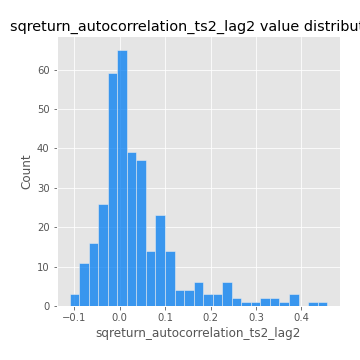 sqreturn_autocorrelation_ts2_lag2 value distribut
60
50
40
30
20
10
0
Count
−0.1 0.0 0.1 0.2 0.3 0.4
sqreturn_autocorrelation_ts2_lag2